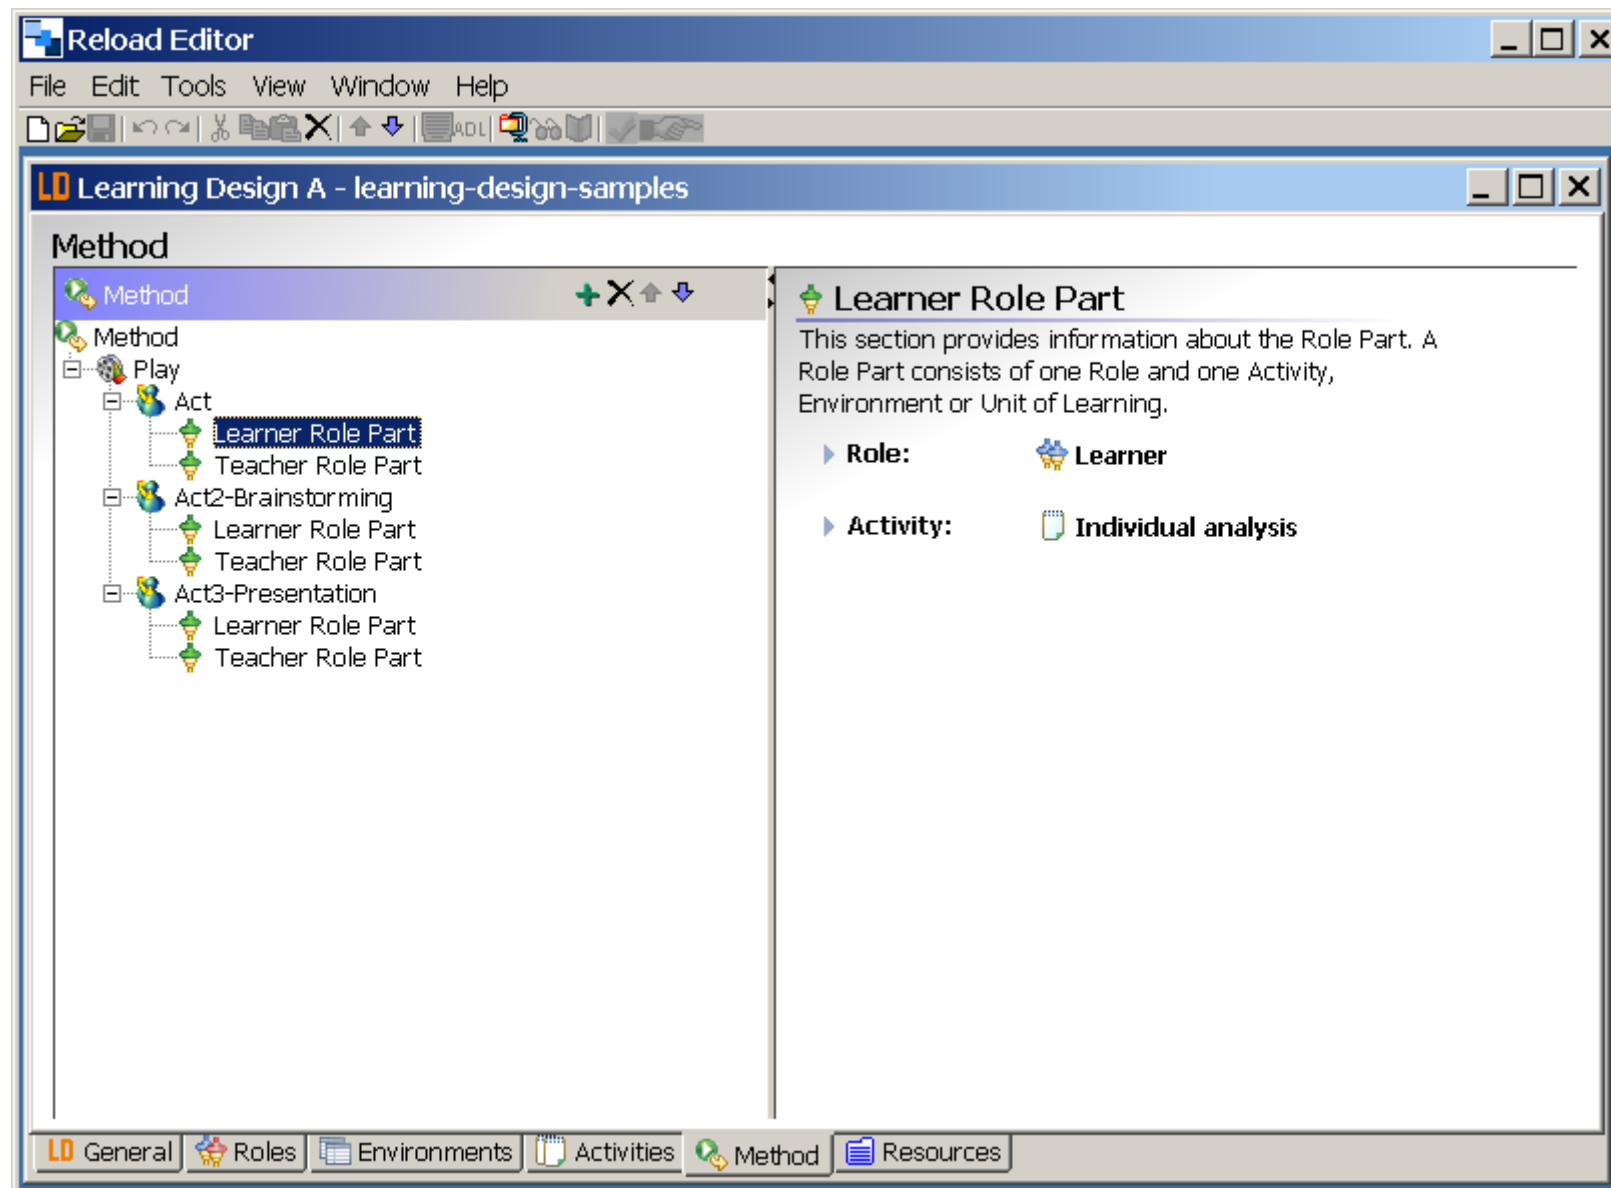 Reload Editor
File Edit Tools View Window Help
ADL
LD Learning Design A - learning-design-samples
Method
Method
Method
Play
Act
Learner Role Part
Teacher Role Part
Act2-Brainstorming
Learner Role Part
Teacher Role Part
Act3-Presentation
Learner Role Part
Teacher Role Part
Learner Role Part
This section provides information about the Role Part. A
Role Part consists of one Role and one Activity,
Environment or Unit of Learning.
Role: Learner
Activity: Individual analysis
LD General Roles Environments Activities Method Resources